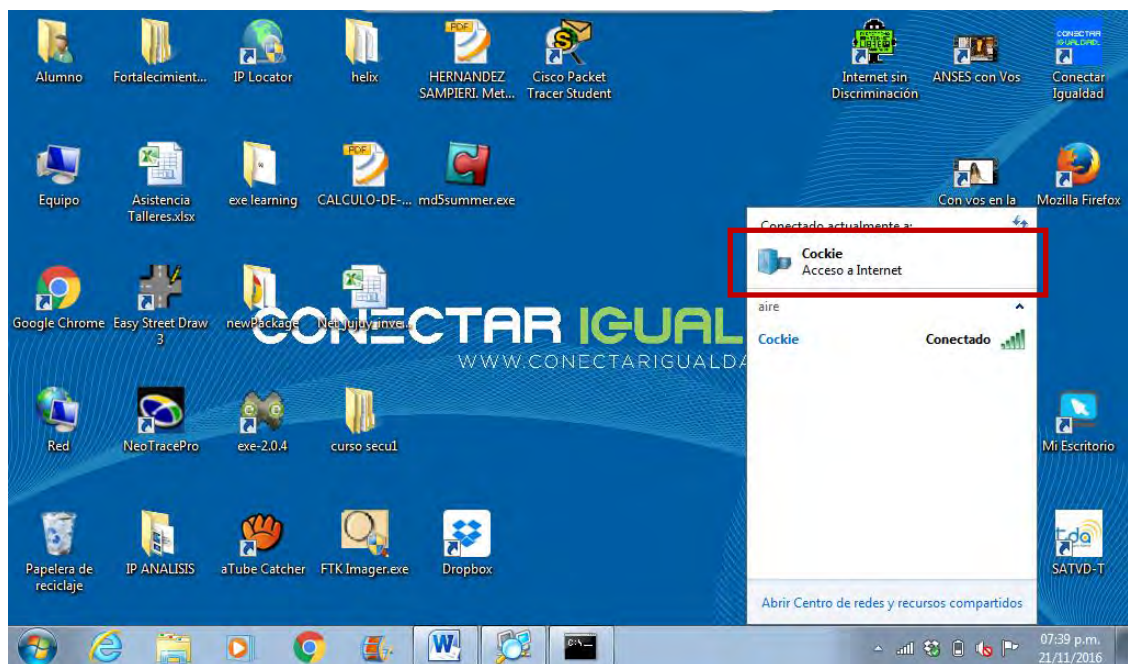 Alumno
Fortalecimient...
IP Locator
helix
HERNANDEZ
SAMPIERI. Met...
Cisco Packet
Tracer Student
Internet sin
Discriminación
ANSES con Vos
CONECTAR
IGUALDAD.
Conectar
Igualdad
Equipo
Asistencia
Talleres.xlsx
exe learning
PDF
CALCULO-DE-...
md5summer.exe
Con vos en la
Mozilla Firefox
Conectado actualmente a:
Cockie
Acceso a Internet
aire
Cockie
Conectado
Google Chrome
Easy Street Draw
3
newPackage
CONECTAR IGUAL
WWW.CONECTARIGUALDA
Red
NeoTracePro
exe-2.0.4
curso secu1
Mi Escritorio
Papelera de
reciclaje
IP ANALISIS
aTube Catcher
FTK Imager.exe
Dropbox
tda
SATVD-T
Abrir Centro de redes y recursos compartidos
07:39 p.m.
21/11/2016